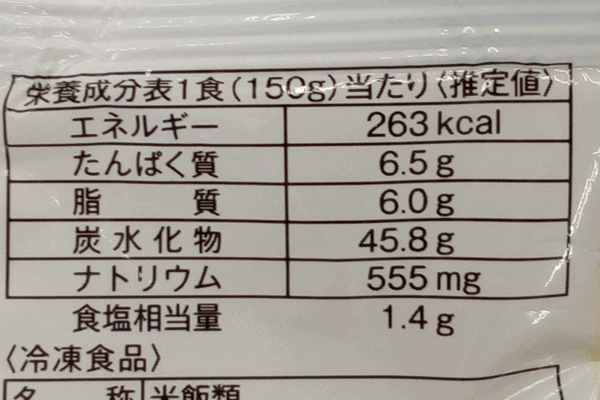 栄養成分表1食(150g)当たり〈推定値〉
エネルギー 263kcal
たんぱく質 6.5g
脂質 6.0g
炭水化物 45.8g
ナトリウム 555mg
食塩相当量 1.4g
〈冷凍食品〉
名称 米飯類